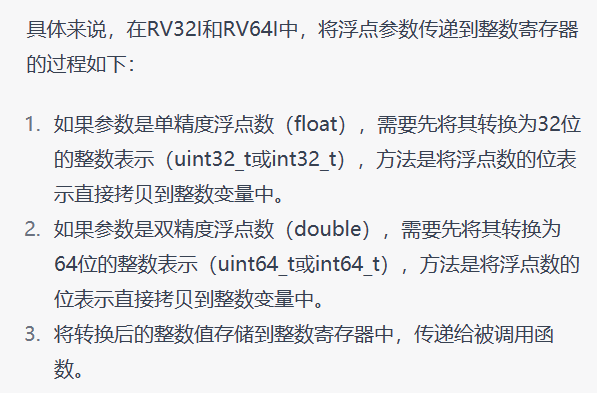 具体来说，在RV32I和RV64I中，将浮点参数传递到整数寄存器
的过程如下：
1. 如果参数是单精度浮点数（float），需要先将其转换为32位
的整数表示（uint32_t或int32_t），方法是将浮点数的位表
示直接拷贝到整数变量中。
2. 如果参数是双精度浮点数（double），需要先将其转换为
64位的整数表示（uint64_t或int64_t），方法是将浮点数的
位表示直接拷贝到整数变量中。
3. 将转换后的整数值存储到整数寄存器中，传递给被调用函
数。